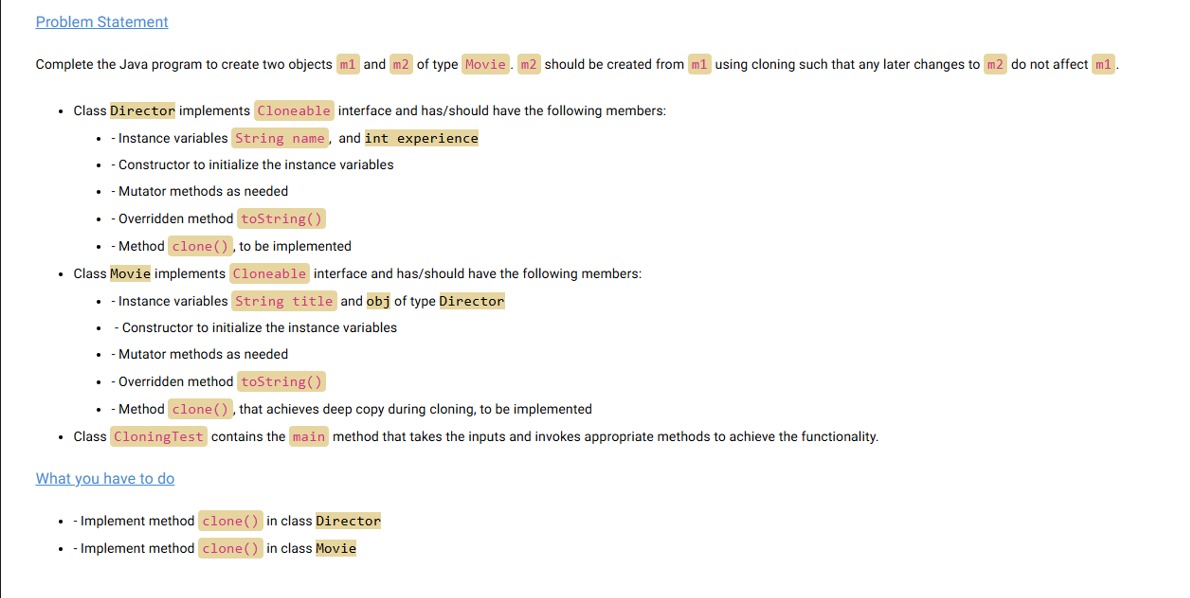 Problem Statement
Complete the Java program to create two objects m1 and m2 of type Movie. m2 should be created from m1 using cloning such that any later changes to m2 do not affect m1.
• Class Director implements Cloneable interface and has/should have the following members:
• - Instance variables String name, and int experience
• - Constructor to initialize the instance variables
• - Mutator methods as needed
• - Overridden method toString()
• - Method clone(), to be implemented
• Class Movie implements Cloneable interface and has/should have the following members:
• - Instance variables String title and obj of type Director
• - Constructor to initialize the instance variables
• - Mutator methods as needed
• - Overridden method toString()
• - Method clone(), that achieves deep copy during cloning, to be implemented
• Class CloningTest contains the main method that takes the inputs and invokes appropriate methods to achieve the functionality.
What you have to do
• - Implement method clone() in class Director
• - Implement method clone() in class Movie